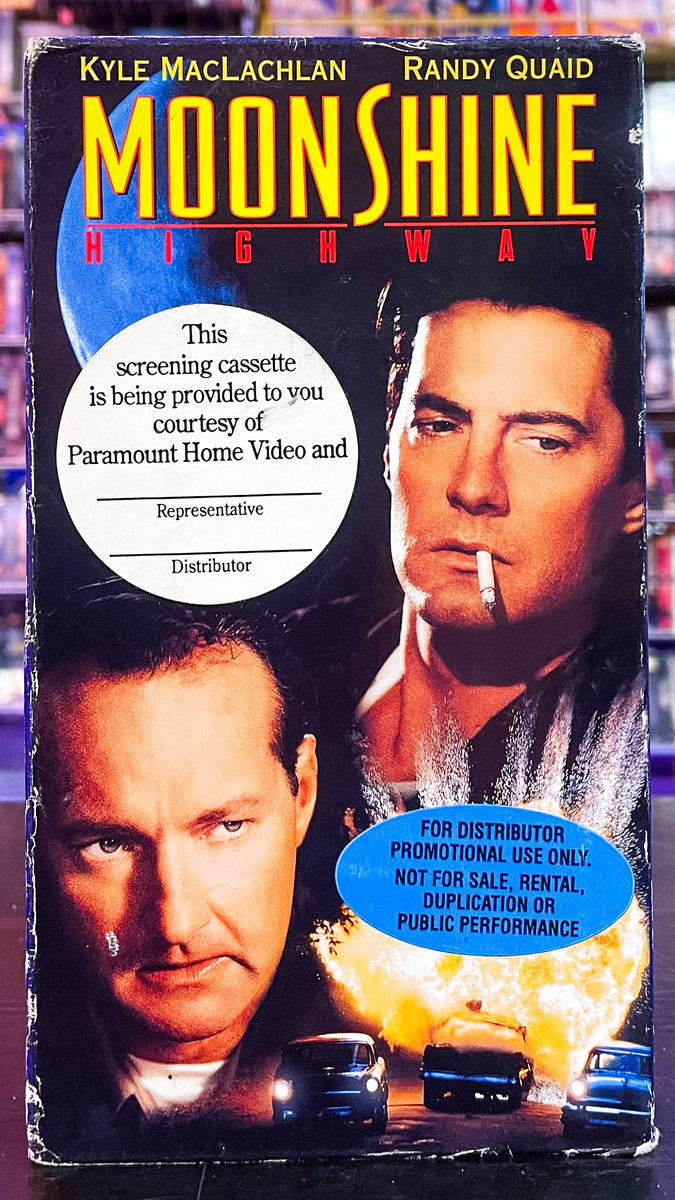 KYLE MACLACHLAN RANDY QUAID
MOONSHINE
HIGHWAY
This
screening cassette
is being provided to you
courtesy of
Paramount Home Video and
Representative
Distributor
FOR DISTRIBUTOR
PROMOTIONAL USE ONLY.
NOT FOR SALE, RENTAL,
DUPLICATION OR
PUBLIC PERFORMANCE